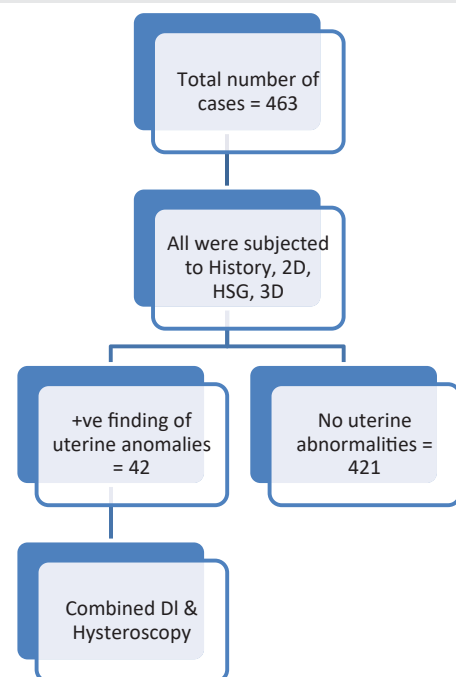 Total number of
cases = 463
All were subjected
to History, 2D,
HSG, 3D
+ve finding of
uterine anomalies
= 42
No uterine
abnormalities =
421
Combined Dl &
Hysteroscopy